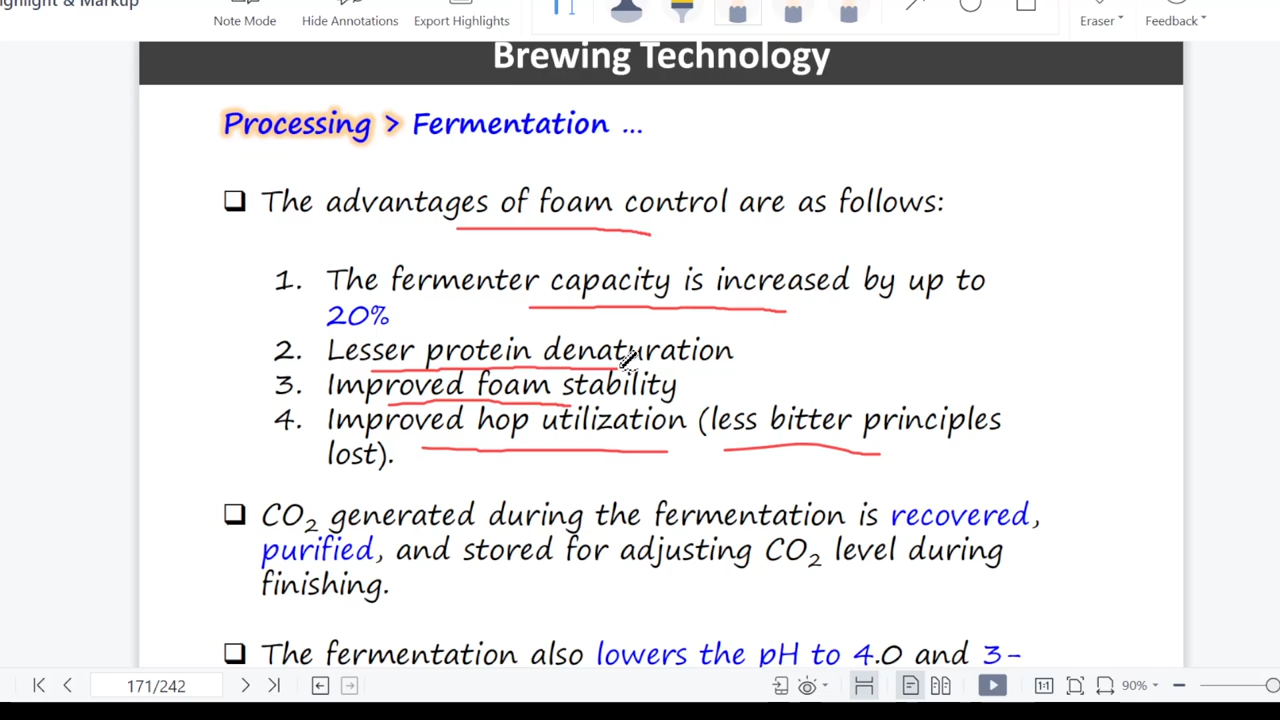 ighlight & Markup
Note Mode Hide Annotations Export Highlights Eraser Feedback
Brewing Technology
Processing > Fermentation ...
❑ The advantages of foam control are as follows:
1. The fermenter capacity is increased by up to
20%
2. Lesser protein denaturation
3. Improved foam stability
4. Improved hop utilization (less bitter principles
lost).
❑ CO₂ generated during the fermentation is recovered,
purified, and stored for adjusting CO₂ level during
finishing.
❑ The fermentation also lowers the pH to 4.0 and 3-
171/242 1:1 90%